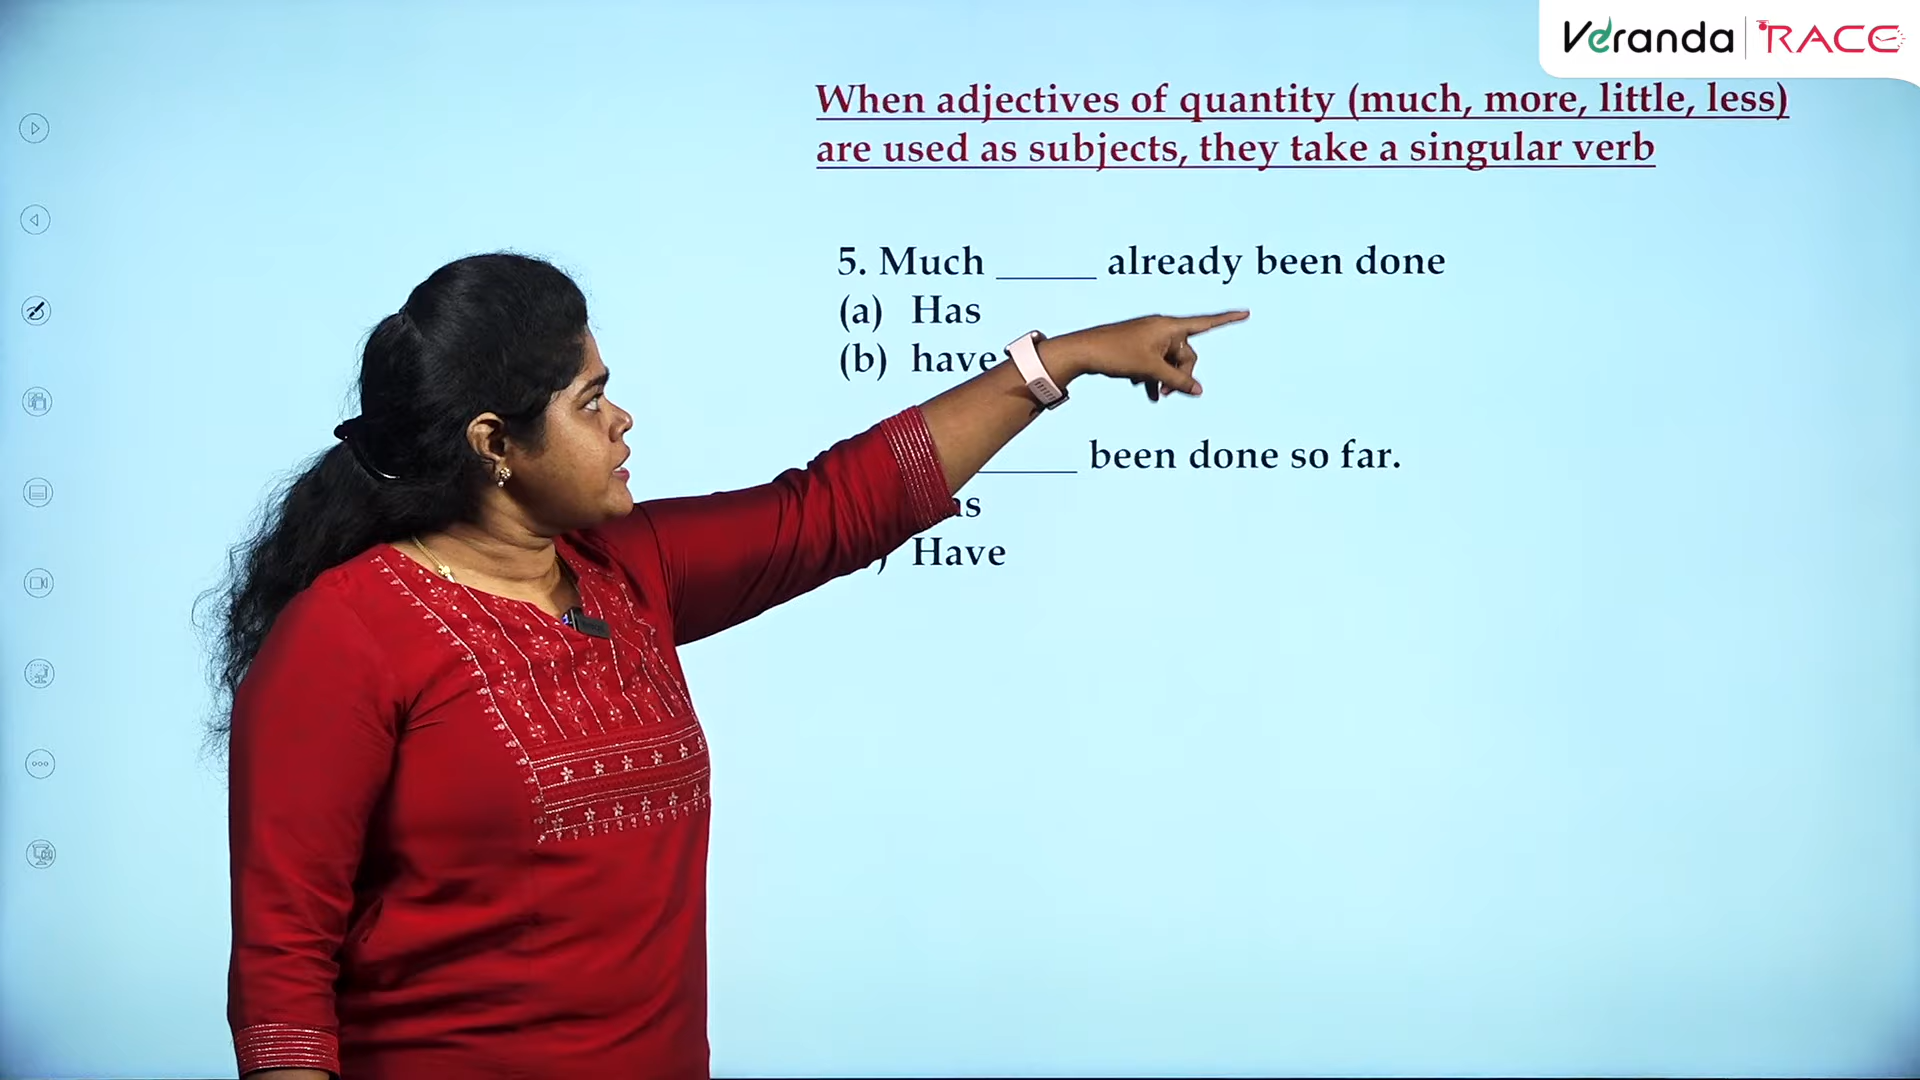 Veranda RACE
When adjectives of quantity (much, more, little, less)
are used as subjects, they take a singular verb
5. Much _____ already been done
(a) Has
(b) have
_____ been done so far.
) Have